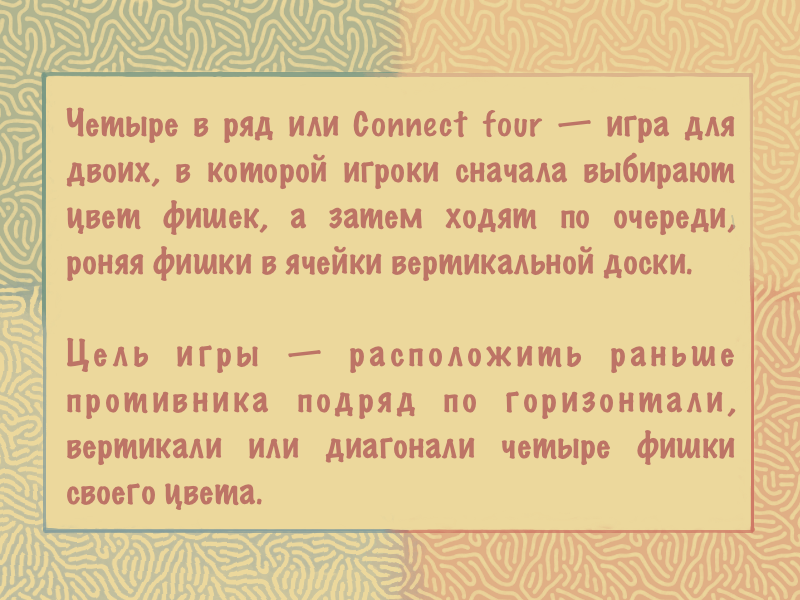 Четыре в ряд или Connect four — игра для
двоих, в которой игроки сначала выбирают
цвет фишек, а затем ходят по очереди,
роняя фишки в ячейки вертикальной доски.
Цель игры — расположить раньше
противника подряд по горизонтали,
вертикали или диагонали четыре фишки
своего цвета.